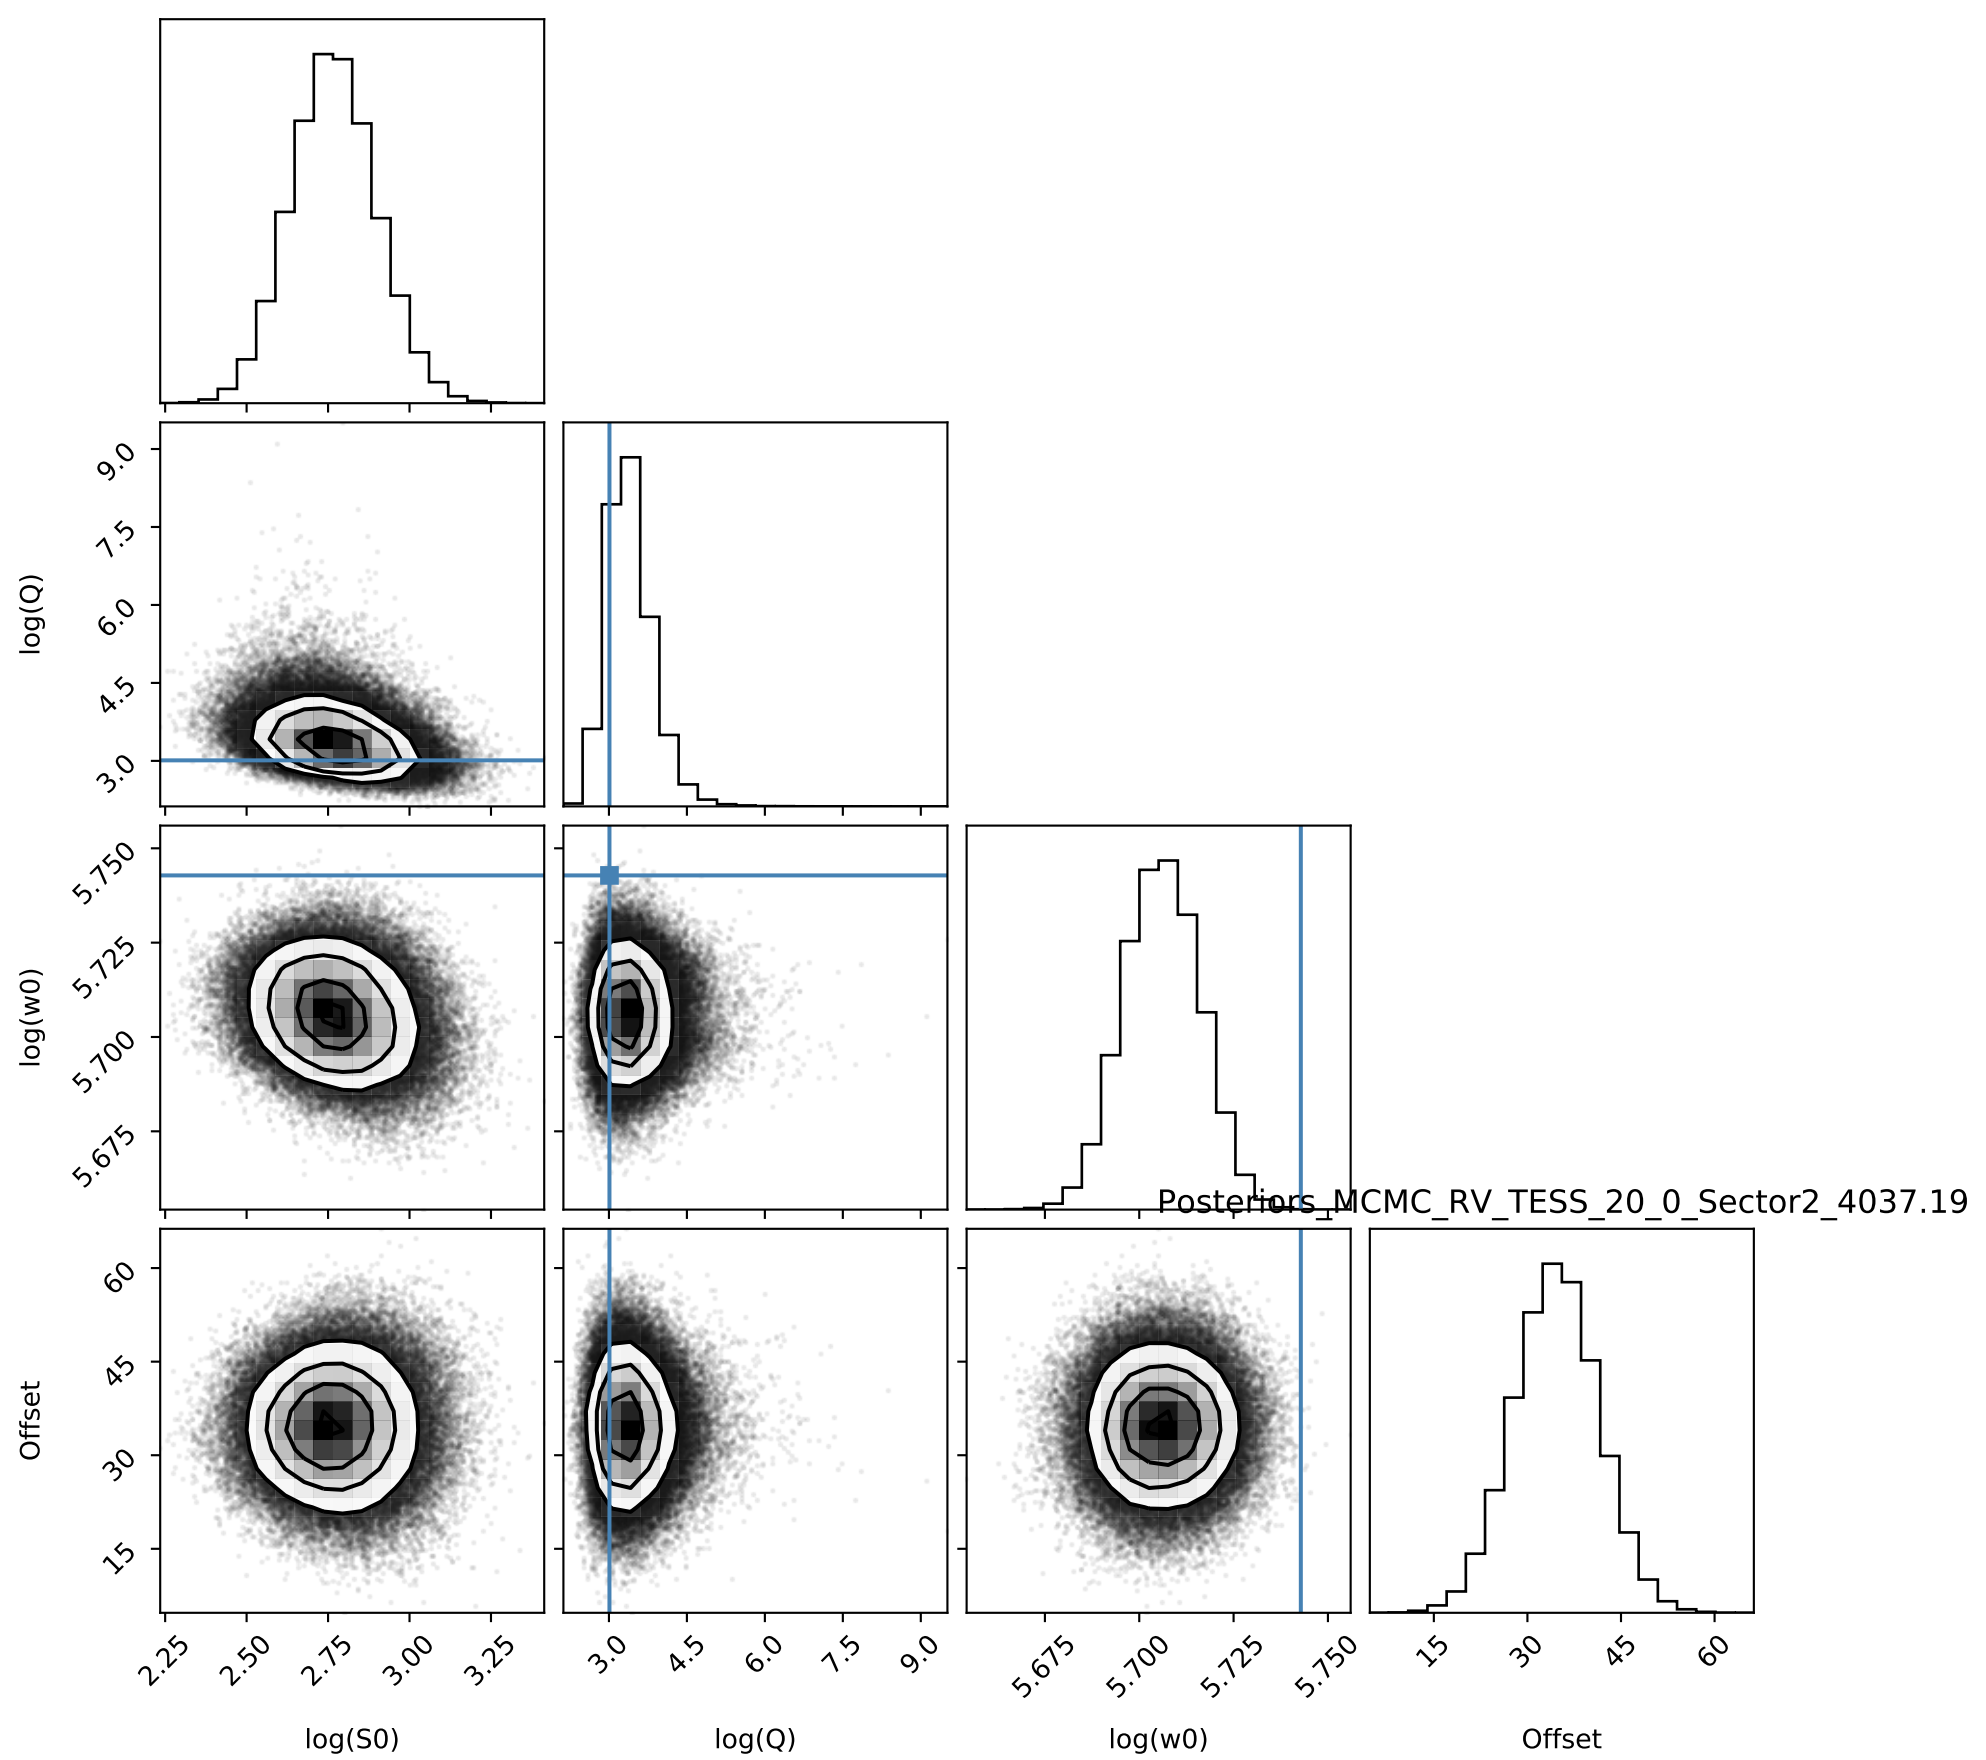 9.0
7.5
6.0
4.5
3.0
log(Q)
5.750
5.725
5.700
5.675
log(w0)
Posteriors_MCMC_RV_TESS_20_0_Sector2_4037.19
60
45
30
15
Offset
2.25 2.50 2.75 3.00 3.25 3.0 4.5 6.0 7.5 9.0 5.675 5.700 5.725 5.750 15 30 45 60
log(S0) log(Q) log(w0) Offset